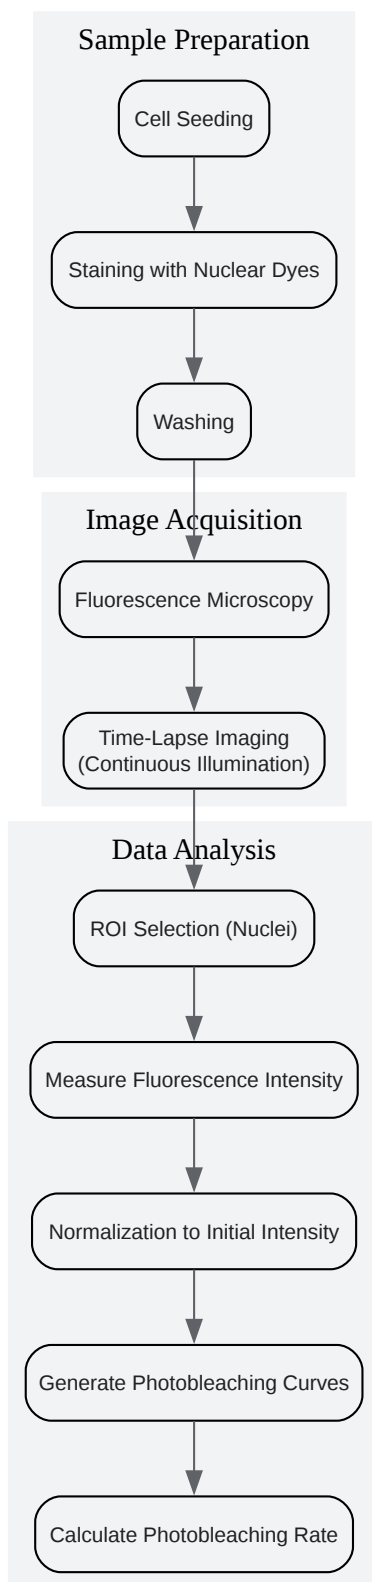 Sample Preparation
Cell Seeding
Staining with Nuclear Dyes
Washing
Image Acquisition
Fluorescence Microscopy
Time-Lapse Imaging
(Continuous Illumination)
Data Analysis
ROI Selection (Nuclei)
Measure Fluorescence Intensity
Normalization to Initial Intensity
Generate Photobleaching Curves
Calculate Photobleaching Rate